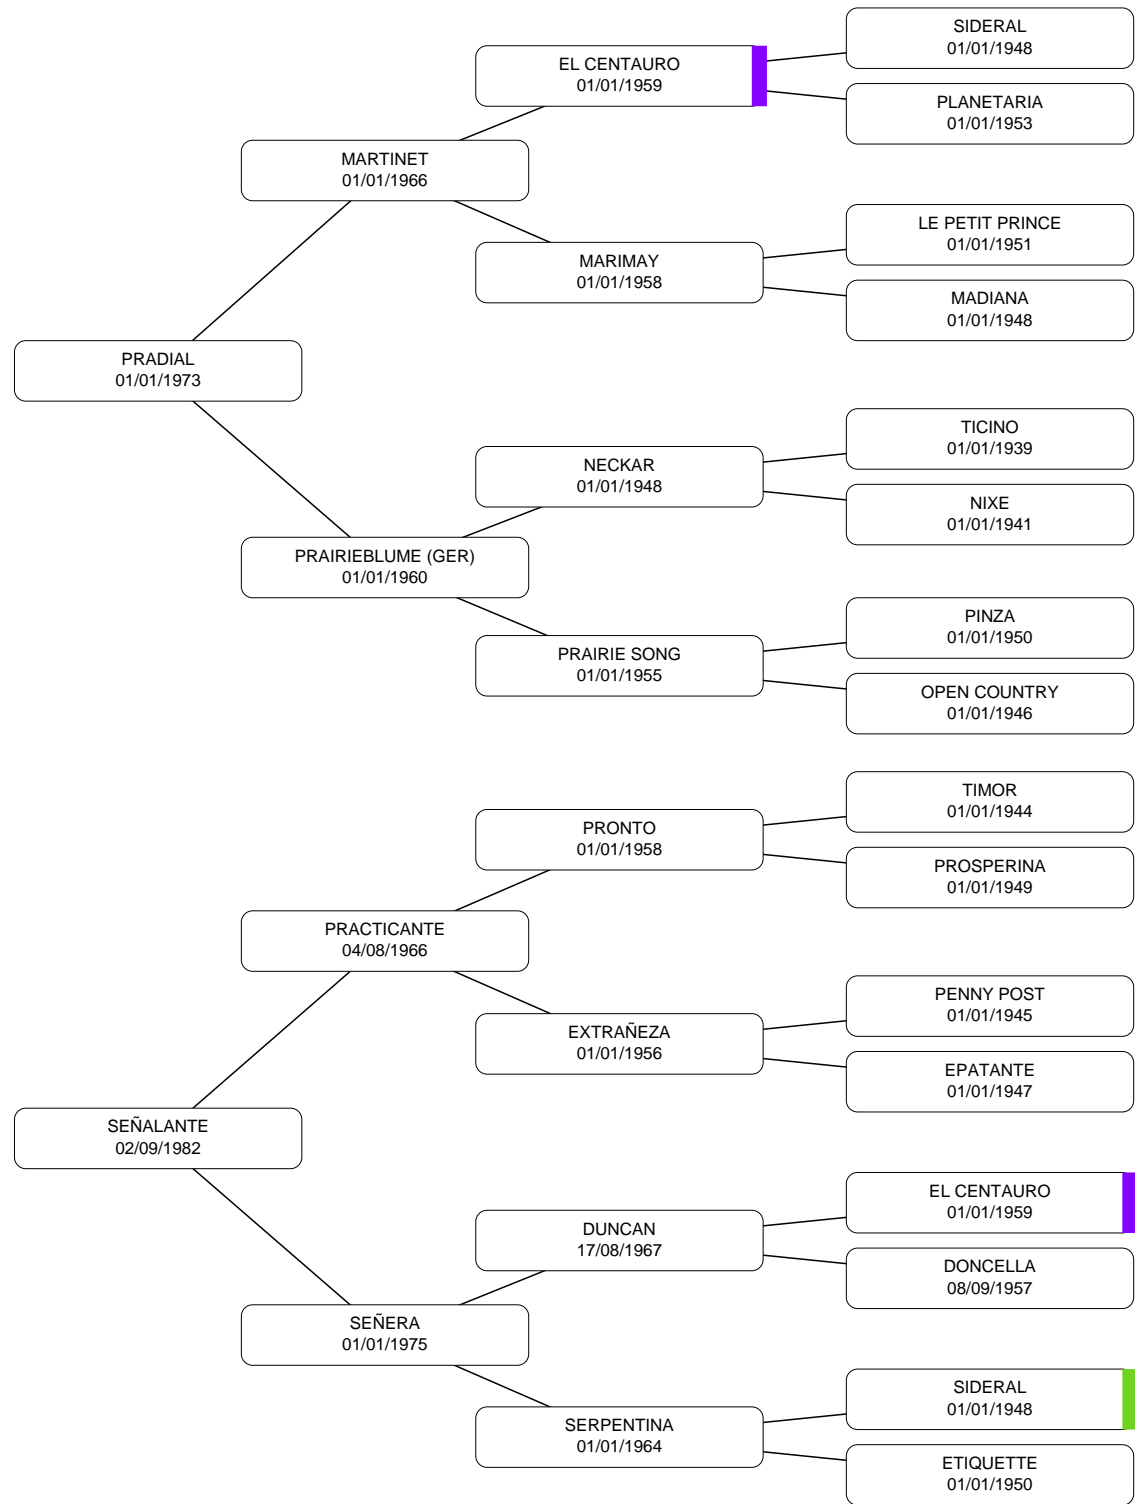 SIDERAL
01/01/1948
EL CENTAURO
01/01/1959
PLANETARIA
01/01/1953
MARTINET
01/01/1966
LE PETIT PRINCE
01/01/1951
MARIMAY
01/01/1958
MADIANA
01/01/1948
PRADIAL
01/01/1973
TICINO
01/01/1939
NECKAR
01/01/1948
NIXE
01/01/1941
PRAIRIEBLUME (GER)
01/01/1960
PINZA
01/01/1950
PRAIRIE SONG
01/01/1955
OPEN COUNTRY
01/01/1946
TIMOR
01/01/1944
PRONTO
01/01/1958
PROSPERINA
01/01/1949
PRACTICANTE
04/08/1966
PENNY POST
01/01/1945
EXTRAÑEZA
01/01/1956
EPATANTE
01/01/1947
SEÑALANTE
02/09/1982
EL CENTAURO
01/01/1959
DUNCAN
17/08/1967
DONCELLA
08/09/1957
SEÑERA
01/01/1975
SIDERAL
01/01/1948
SERPENTINA
01/01/1964
ETIQUETTE
01/01/1950